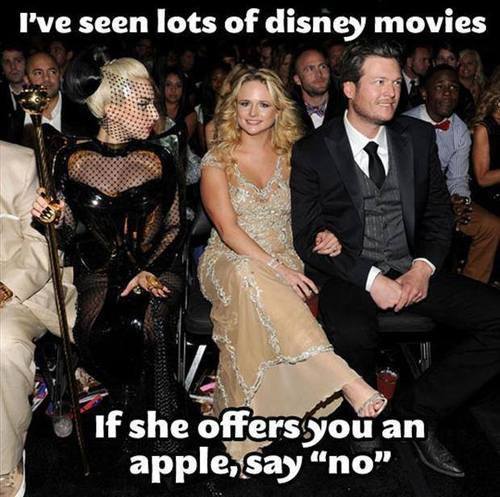 I've seen lots of disney movies
If she offers you an
apple, say "no"